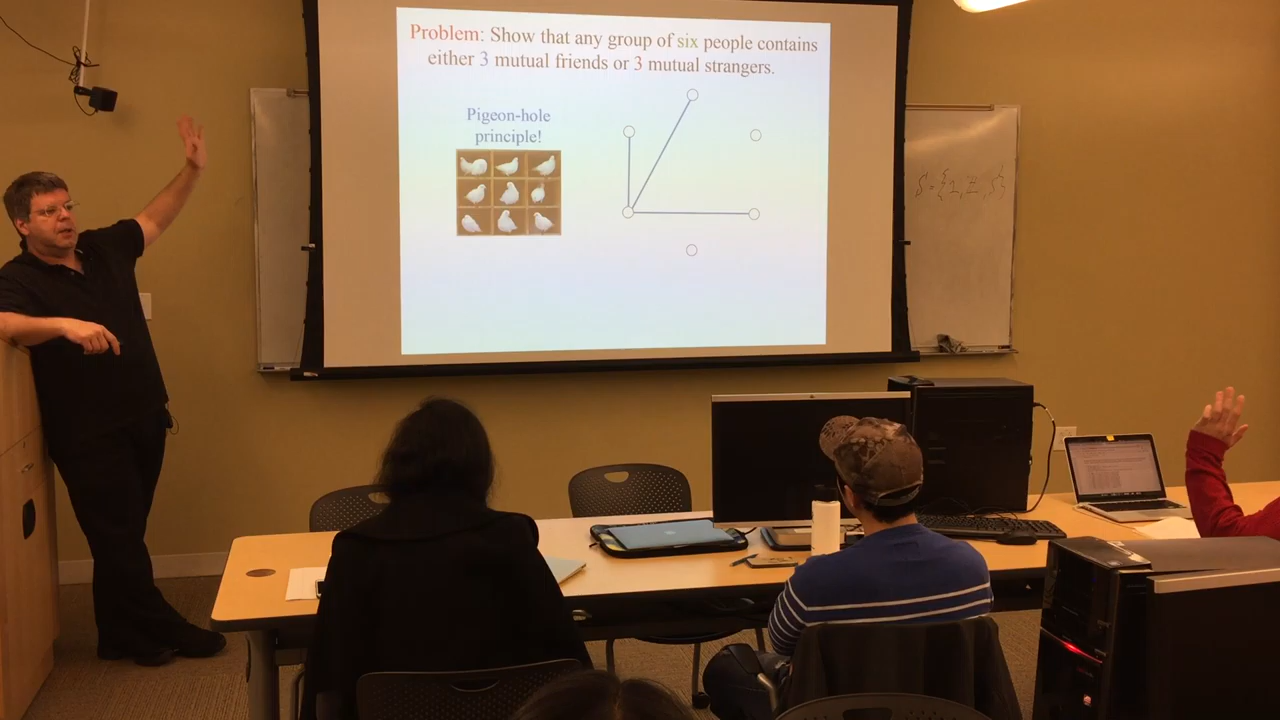 Problem: Show that any group of six people contains
either 3 mutual friends or 3 mutual strangers.
Pigeon-hole
principle!